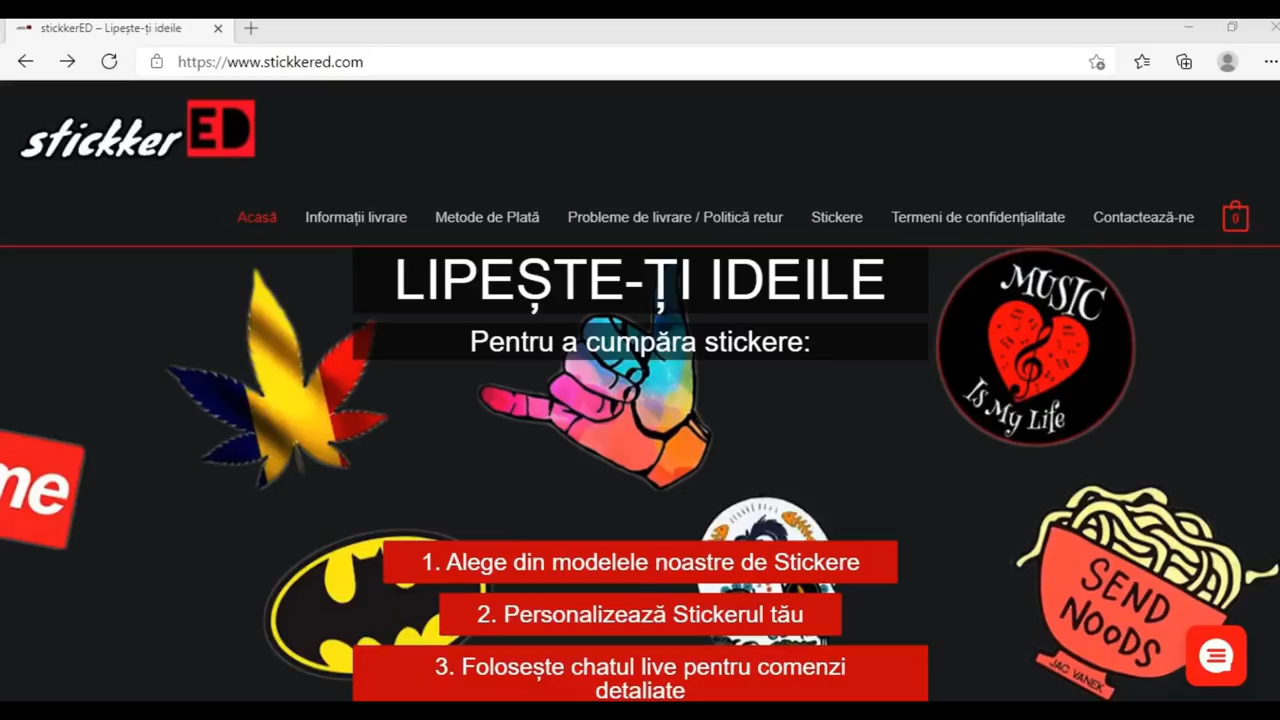 stickkerED – Lipește-ți ideile
https://www.stickkered.com
stickker ED
Acasă Informații livrare Metode de Plată Probleme de livrare / Politică retur Stickere Termeni de confidențialitate Contactează-ne 0
LIPEȘTE-ȚI IDEILE
Pentru a cumpăra stickere:
MUSIC
Is My Life
me
1. Alege din modelele noastre de Stickere
2. Personalizează Stickerul tău
3. Folosește chatul live pentru comenzi
detaliate
SEND
NOODS
JAC VANEK